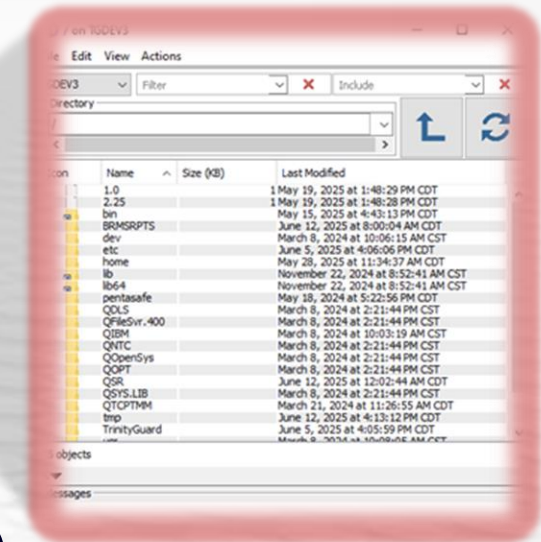 / on TGDEV3
Edit View Actions
Filter Include
Directory
/
Name Size (KB) Last Modified
1.0 1 May 19, 2025 at 1:48:29 PM CDT
2.25 1 May 19, 2025 at 1:48:28 PM CDT
bin May 15, 2025 at 4:43:13 PM CDT
BRMSRPTS June 12, 2025 at 8:00:04 AM CDT
dev March 8, 2024 at 10:06:15 AM CST
etc June 5, 2025 at 4:06:06 PM CDT
home May 28, 2025 at 11:34:37 AM CDT
lib November 22, 2024 at 8:52:41 AM CST
lib64 November 22, 2024 at 8:52:41 AM CST
pentasafe May 18, 2024 at 5:22:56 PM CDT
QDLS March 8, 2024 at 2:21:44 PM CST
QFileSvr.400 March 8, 2024 at 2:21:44 PM CST
QIBM March 8, 2024 at 10:03:19 AM CST
QNTC March 8, 2024 at 2:21:44 PM CST
QOpenSys March 8, 2024 at 2:21:44 PM CST
QOPT March 8, 2024 at 2:21:44 PM CST
QSR June 12, 2025 at 12:02:44 AM CDT
QSYS.LIB March 8, 2024 at 2:21:44 PM CST
QTCPTMM March 21, 2024 at 11:26:55 AM CDT
tmp June 12, 2025 at 4:13:12 PM CDT
TrinityGuard June 5, 2025 at 4:05:59 PM CDT
March 8, 2024 at 10:08:05 AM CST
objects